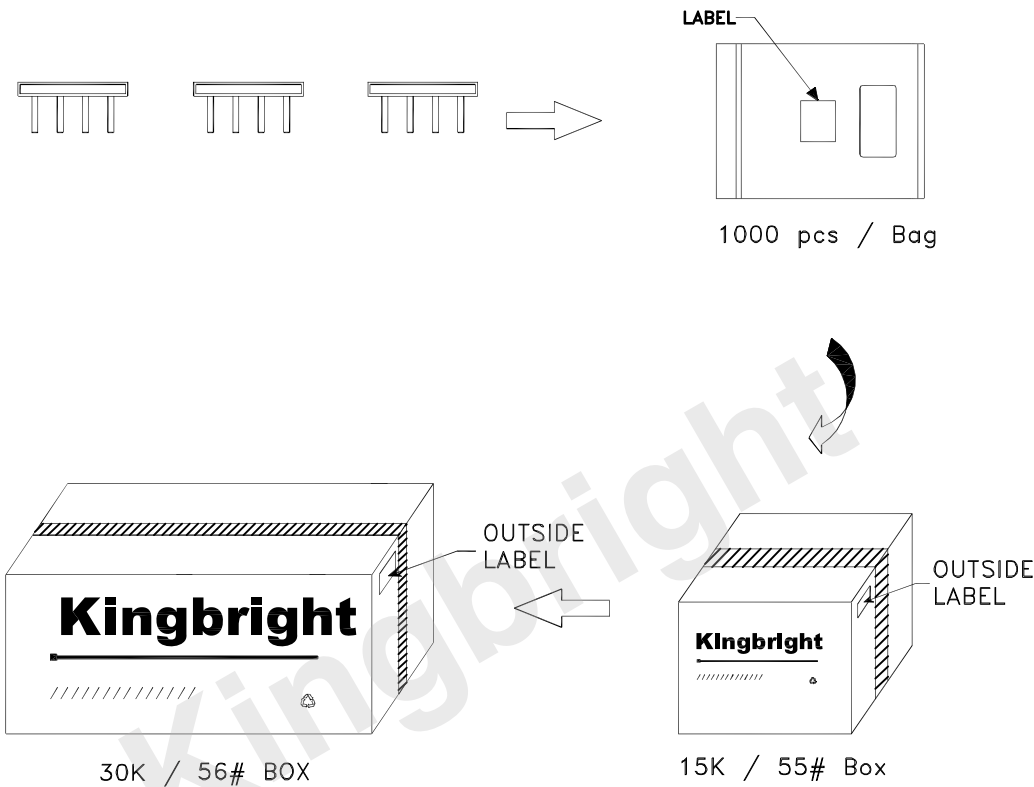 LABEL
1000 pcs / Bag
OUTSIDE
LABEL
OUTSIDE
LABEL
Kingbright
Kingbright
30K / 56# BOX
15K / 55# Box
Kingbright